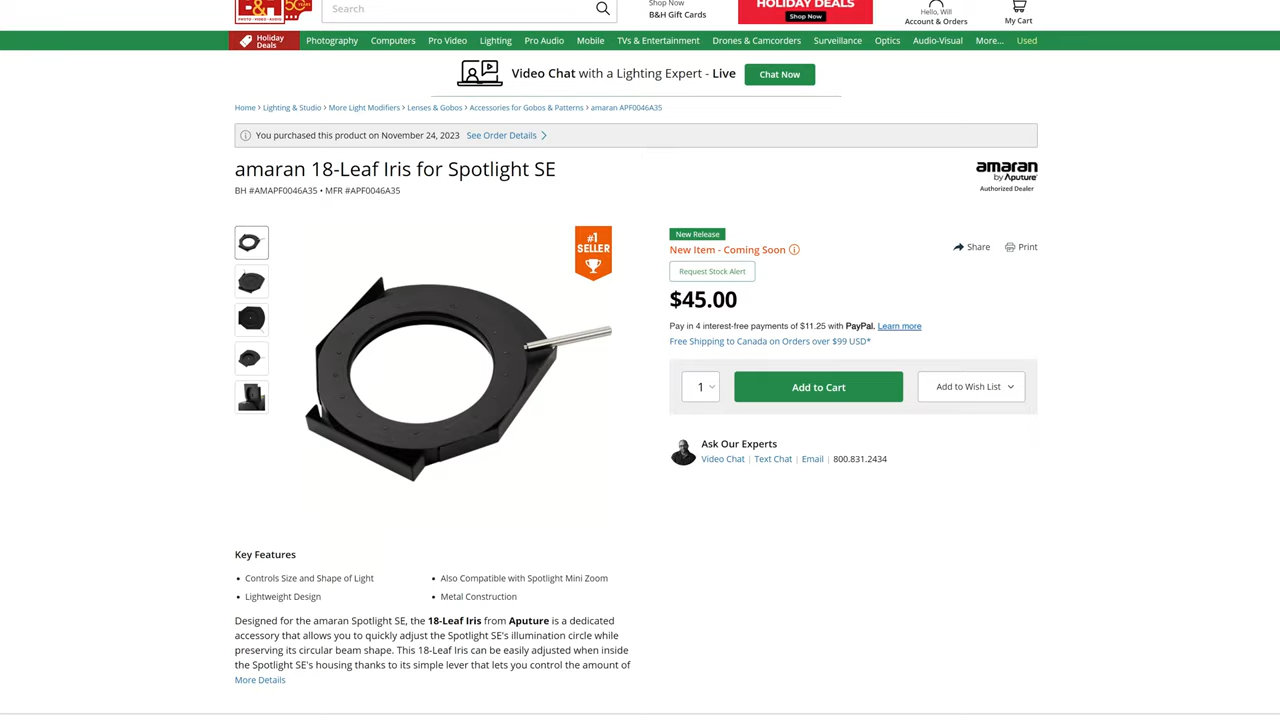 B&H
PHOTO • VIDEO • AUDIO
50
YEARS
Search
Shop Now
B&H Gift Cards
HOLIDAY DEALS
Shop Now
Hello, Will
Account & Orders
My Cart
Holiday Deals
Photography
Computers
Pro Video
Lighting
Pro Audio
Mobile
TVs & Entertainment
Drones & Camcorders
Surveillance
Optics
Audio-Visual
More...
Used
Video Chat with a Lighting Expert - Live
Chat Now
Home › Lighting & Studio › More Light Modifiers › Lenses & Gobos › Accessories for Gobos & Patterns › amaran APF0046A35
You purchased this product on November 24, 2023 See Order Details
amaran 18-Leaf Iris for Spotlight SE
BH #AMAPF0046A35 • MFR #APF0046A35
amaran
by Aputure
Authorized Dealer
#1
SELLER
New Release
New Item - Coming Soon
Share
Print
Request Stock Alert
$45.00
Pay in 4 interest-free payments of $11.25 with PayPal. Learn more
Free Shipping to Canada on Orders over $99 USD*
1
Add to Cart
Add to Wish List
Ask Our Experts
Video Chat | Text Chat | Email | 800.831.2434
Key Features
• Controls Size and Shape of Light
• Also Compatible with Spotlight Mini Zoom
• Lightweight Design
• Metal Construction
Designed for the amaran Spotlight SE, the 18-Leaf Iris from Aputure is a dedicated
accessory that allows you to quickly adjust the Spotlight SE's illumination circle while
preserving its circular beam shape. This 18-Leaf Iris can be easily adjusted when inside
the Spotlight SE's housing thanks to its simple lever that lets you control the amount of
More Details